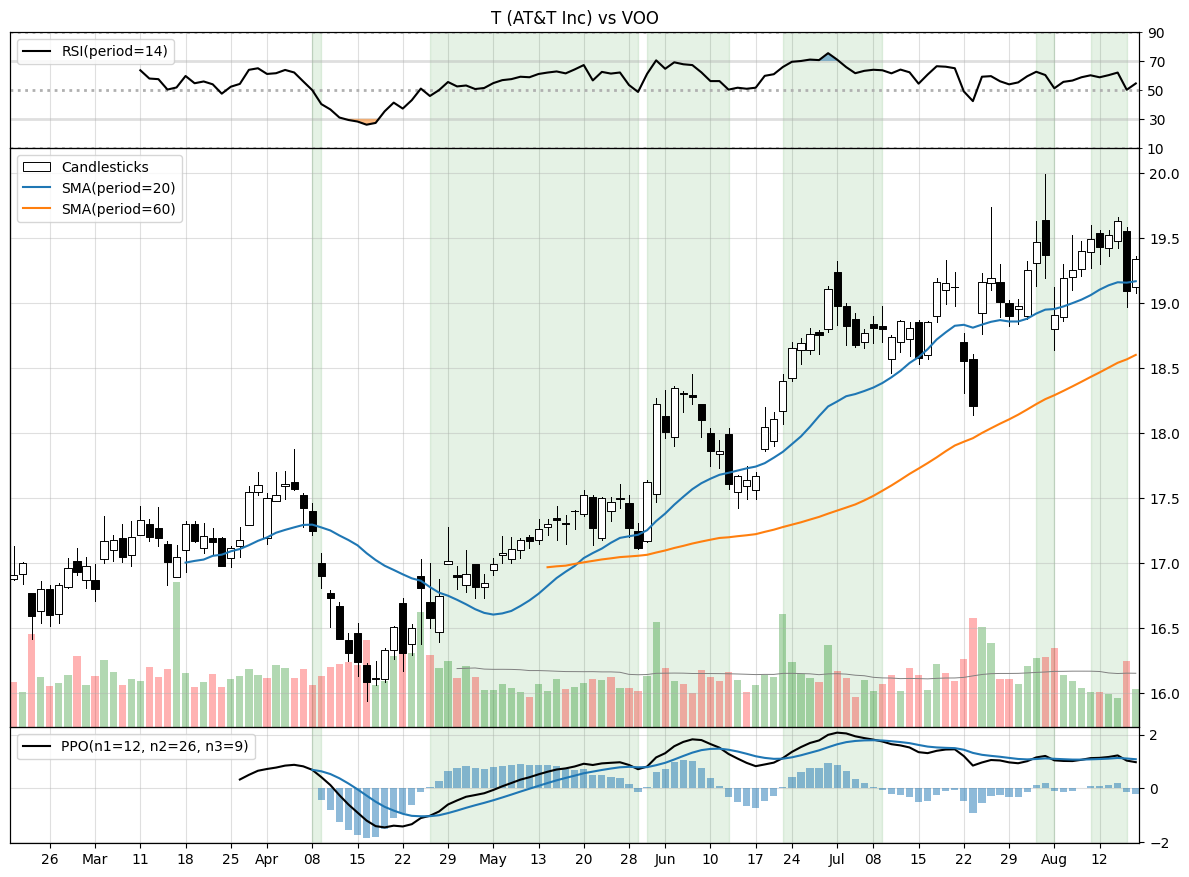 T (AT&T Inc) vs VOO
RSI(period=14)
90
70
50
30
10
Candlesticks
SMA(period=20)
SMA(period=60)
20.0
19.5
19.0
18.5
18.0
17.5
17.0
16.5
16.0
PPO(n1=12, n2=26, n3=9)
2
0
−2
26 Mar 11 18 25 Apr 08 15 22 29 May 13 20 28 Jun 10 17 24 Jul 08 15 22 29 Aug 12